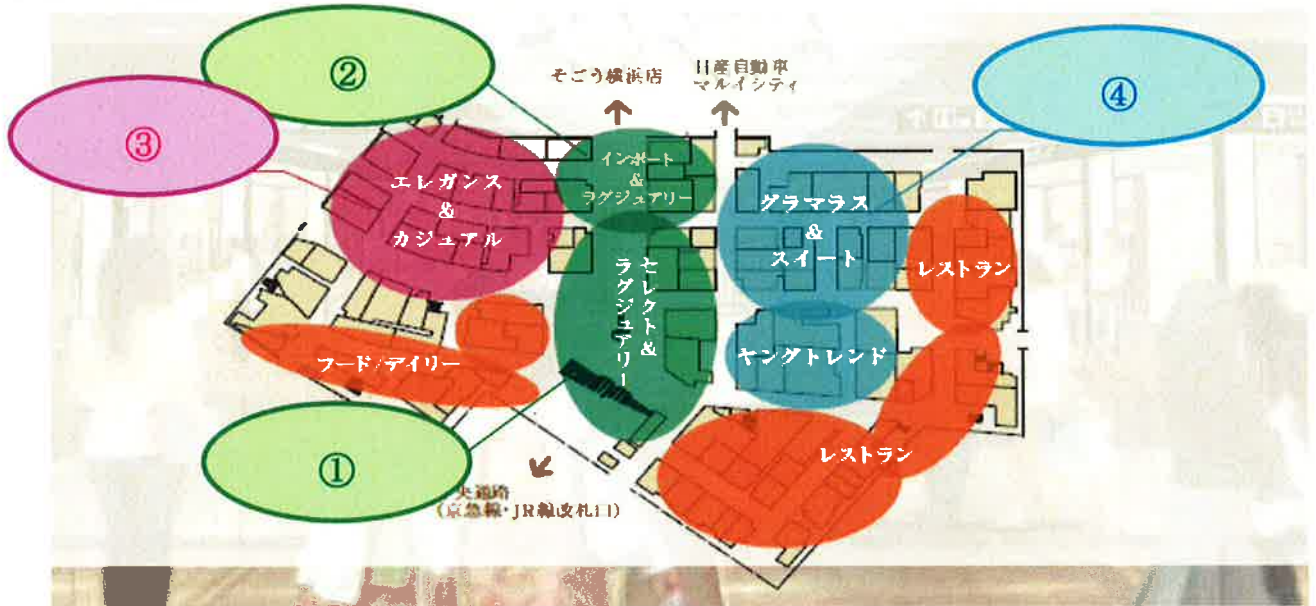 ②
そごう横浜店
日産自動車
マルイシティ
④
③
インポート
&
ラグジュアリー
エレガンス
&
カジュアル
グラマラス
&
スイート
レストラン
セレクト&
ラグジュアリー
ヤングトレンド
フード/デイリー
レストラン
①
央通路
(京急線・JR線改札口)